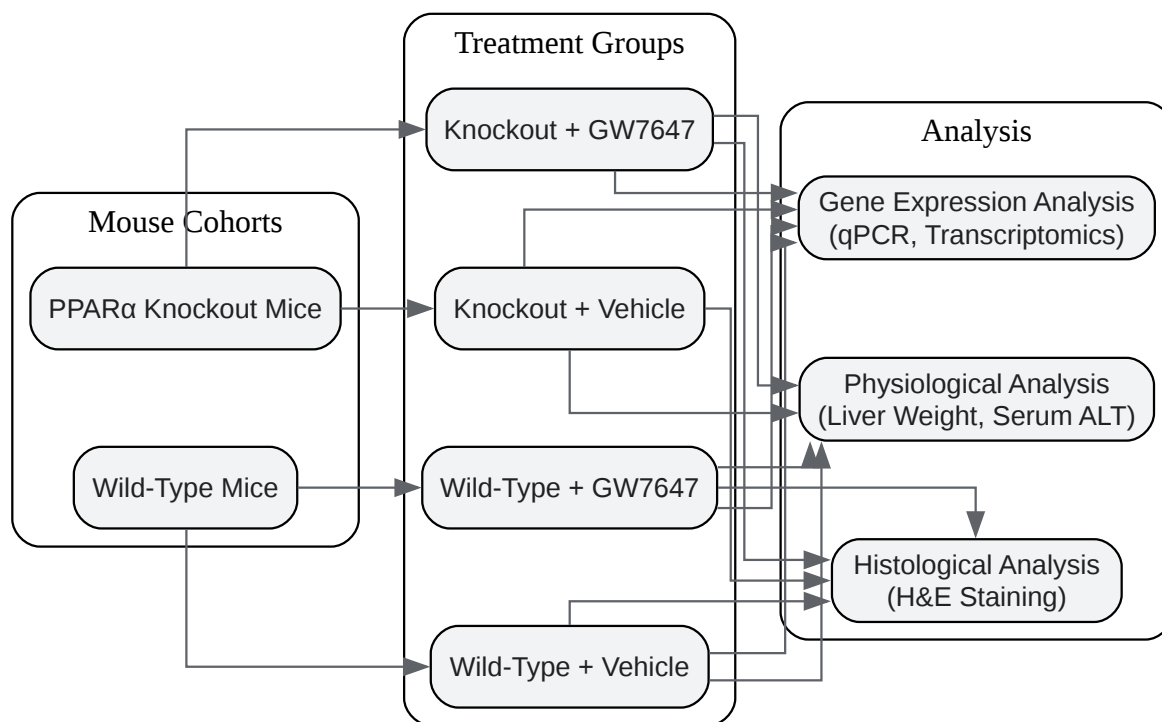 Mouse Cohorts
PPARα Knockout Mice
Wild-Type Mice
Treatment Groups
Knockout + GW7647
Knockout + Vehicle
Wild-Type + GW7647
Wild-Type + Vehicle
Analysis
Gene Expression Analysis
(qPCR, Transcriptomics)
Physiological Analysis
(Liver Weight, Serum ALT)
Histological Analysis
(H&E Staining)